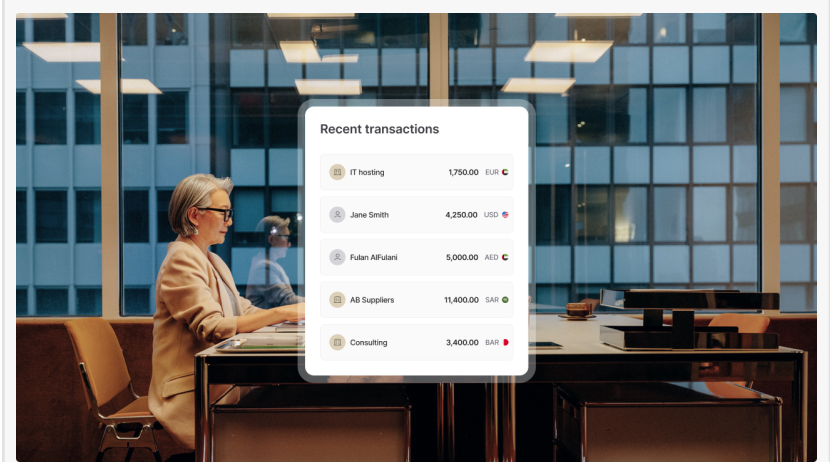 Recent transactions
IT hosting 1,750.00 EUR
Jane Smith 4,250.00 USD
Fulan AlFulani 5,000.00 AED
AB Suppliers 11,400.00 SAR
Consulting 3,400.00 BAR